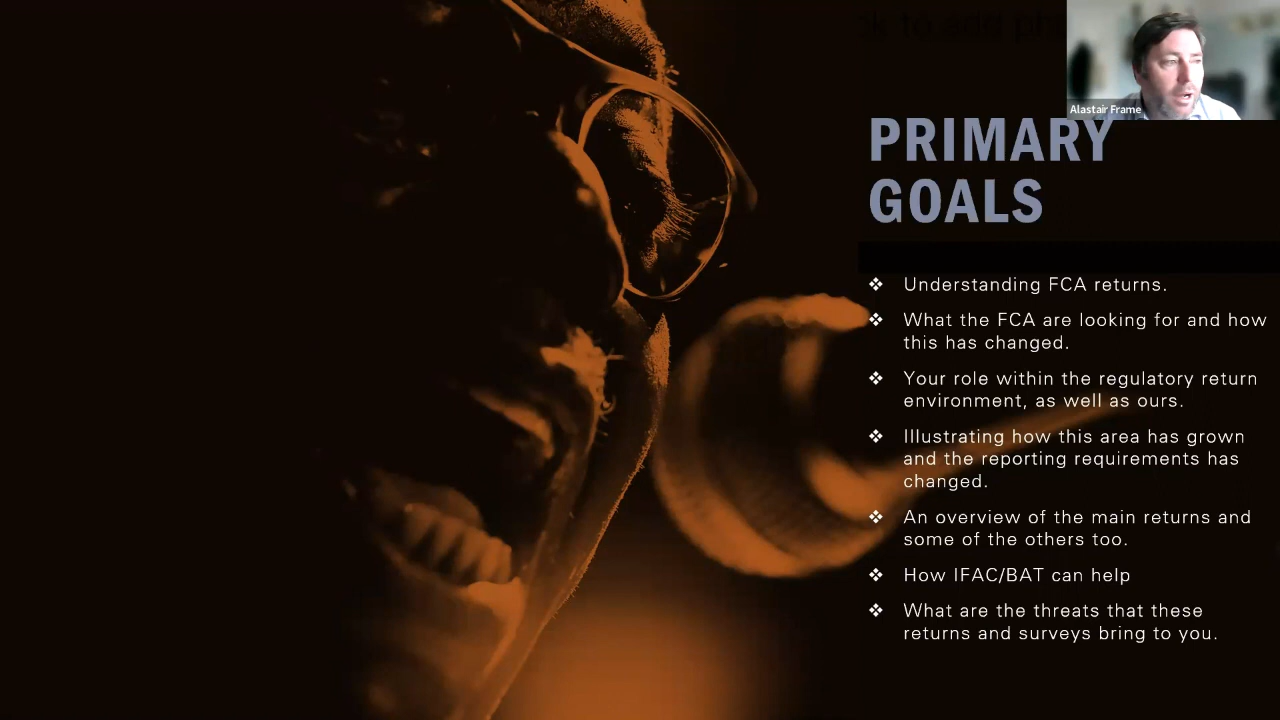 Alastair Frame
PRIMARY
GOALS
❖ Understanding FCA returns.
❖ What the FCA are looking for and how
this has changed.
❖ Your role within the regulatory return
environment, as well as ours.
❖ Illustrating how this area has grown
and the reporting requirements has
changed.
❖ An overview of the main returns and
some of the others too.
❖ How IFAC/BAT can help
❖ What are the threats that these
returns and surveys bring to you.